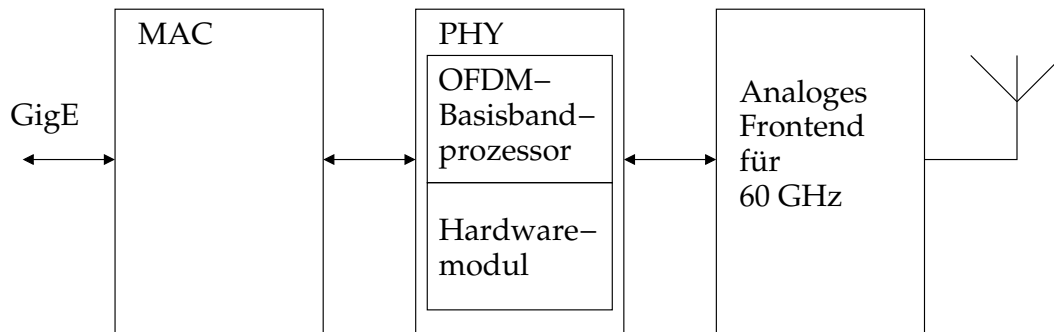 GigE
MAC
PHY
OFDM–
Basisband–
prozessor
Hardware–
modul
Analoges
Frontend
für
60 GHz